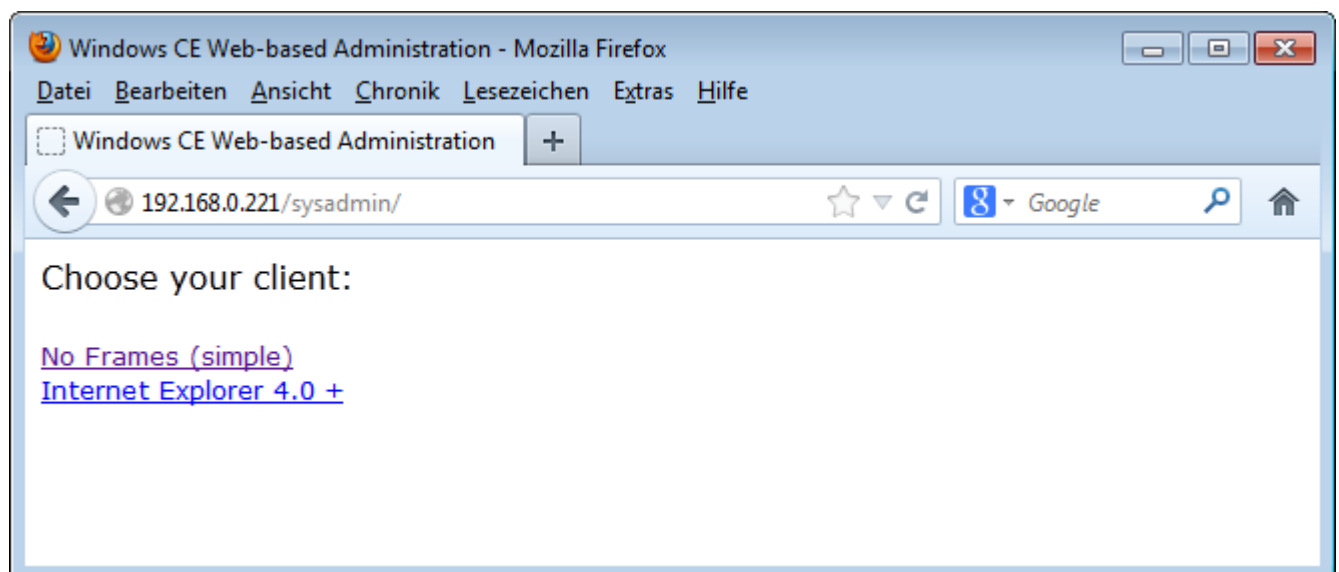 Windows CE Web-based Administration - Mozilla Firefox
Datei Bearbeiten Ansicht Chronik Lesezeichen Extras Hilfe
Windows CE Web-based Administration
192.168.0.221/sysadmin/ 8 Google
Choose your client:
No Frames (simple)
Internet Explorer 4.0 +